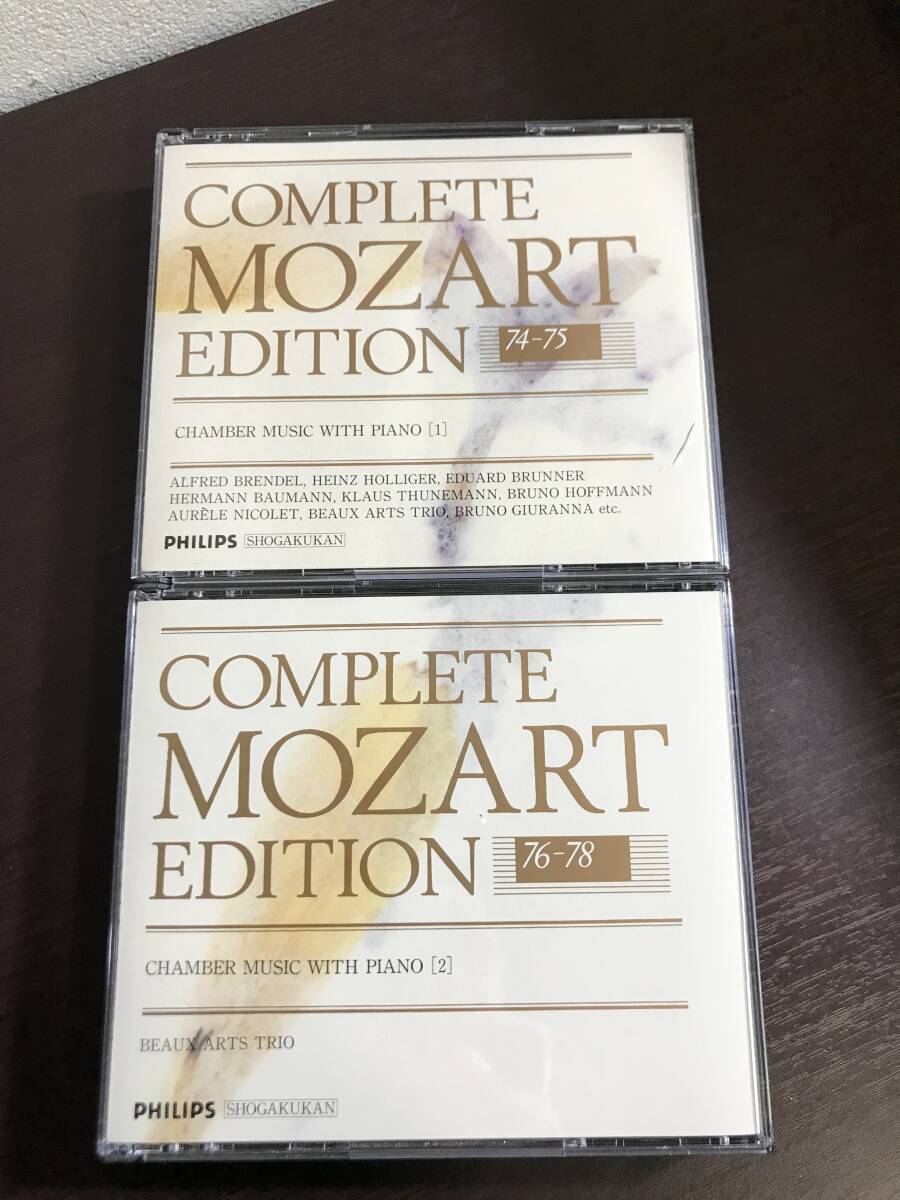 COMPLETE
MOZART
EDITION 74-75
CHAMBER MUSIC WITH PIANO [1]
ALFRED BRENDEL, HEINZ HOLLIGER, EDUARD BRUNNER
HERMANN BAUMANN, KLAUS THUNEMANN, BRUNO HOFFMANN
AURÈLE NICOLET, BEAUX ARTS TRIO, BRUNO GIURANNA etc.
PHILIPS SHOGAKUKAN
COMPLETE
MOZART
EDITION 76-78
CHAMBER MUSIC WITH PIANO [2]
BEAUX ARTS TRIO
PHILIPS SHOGAKUKAN